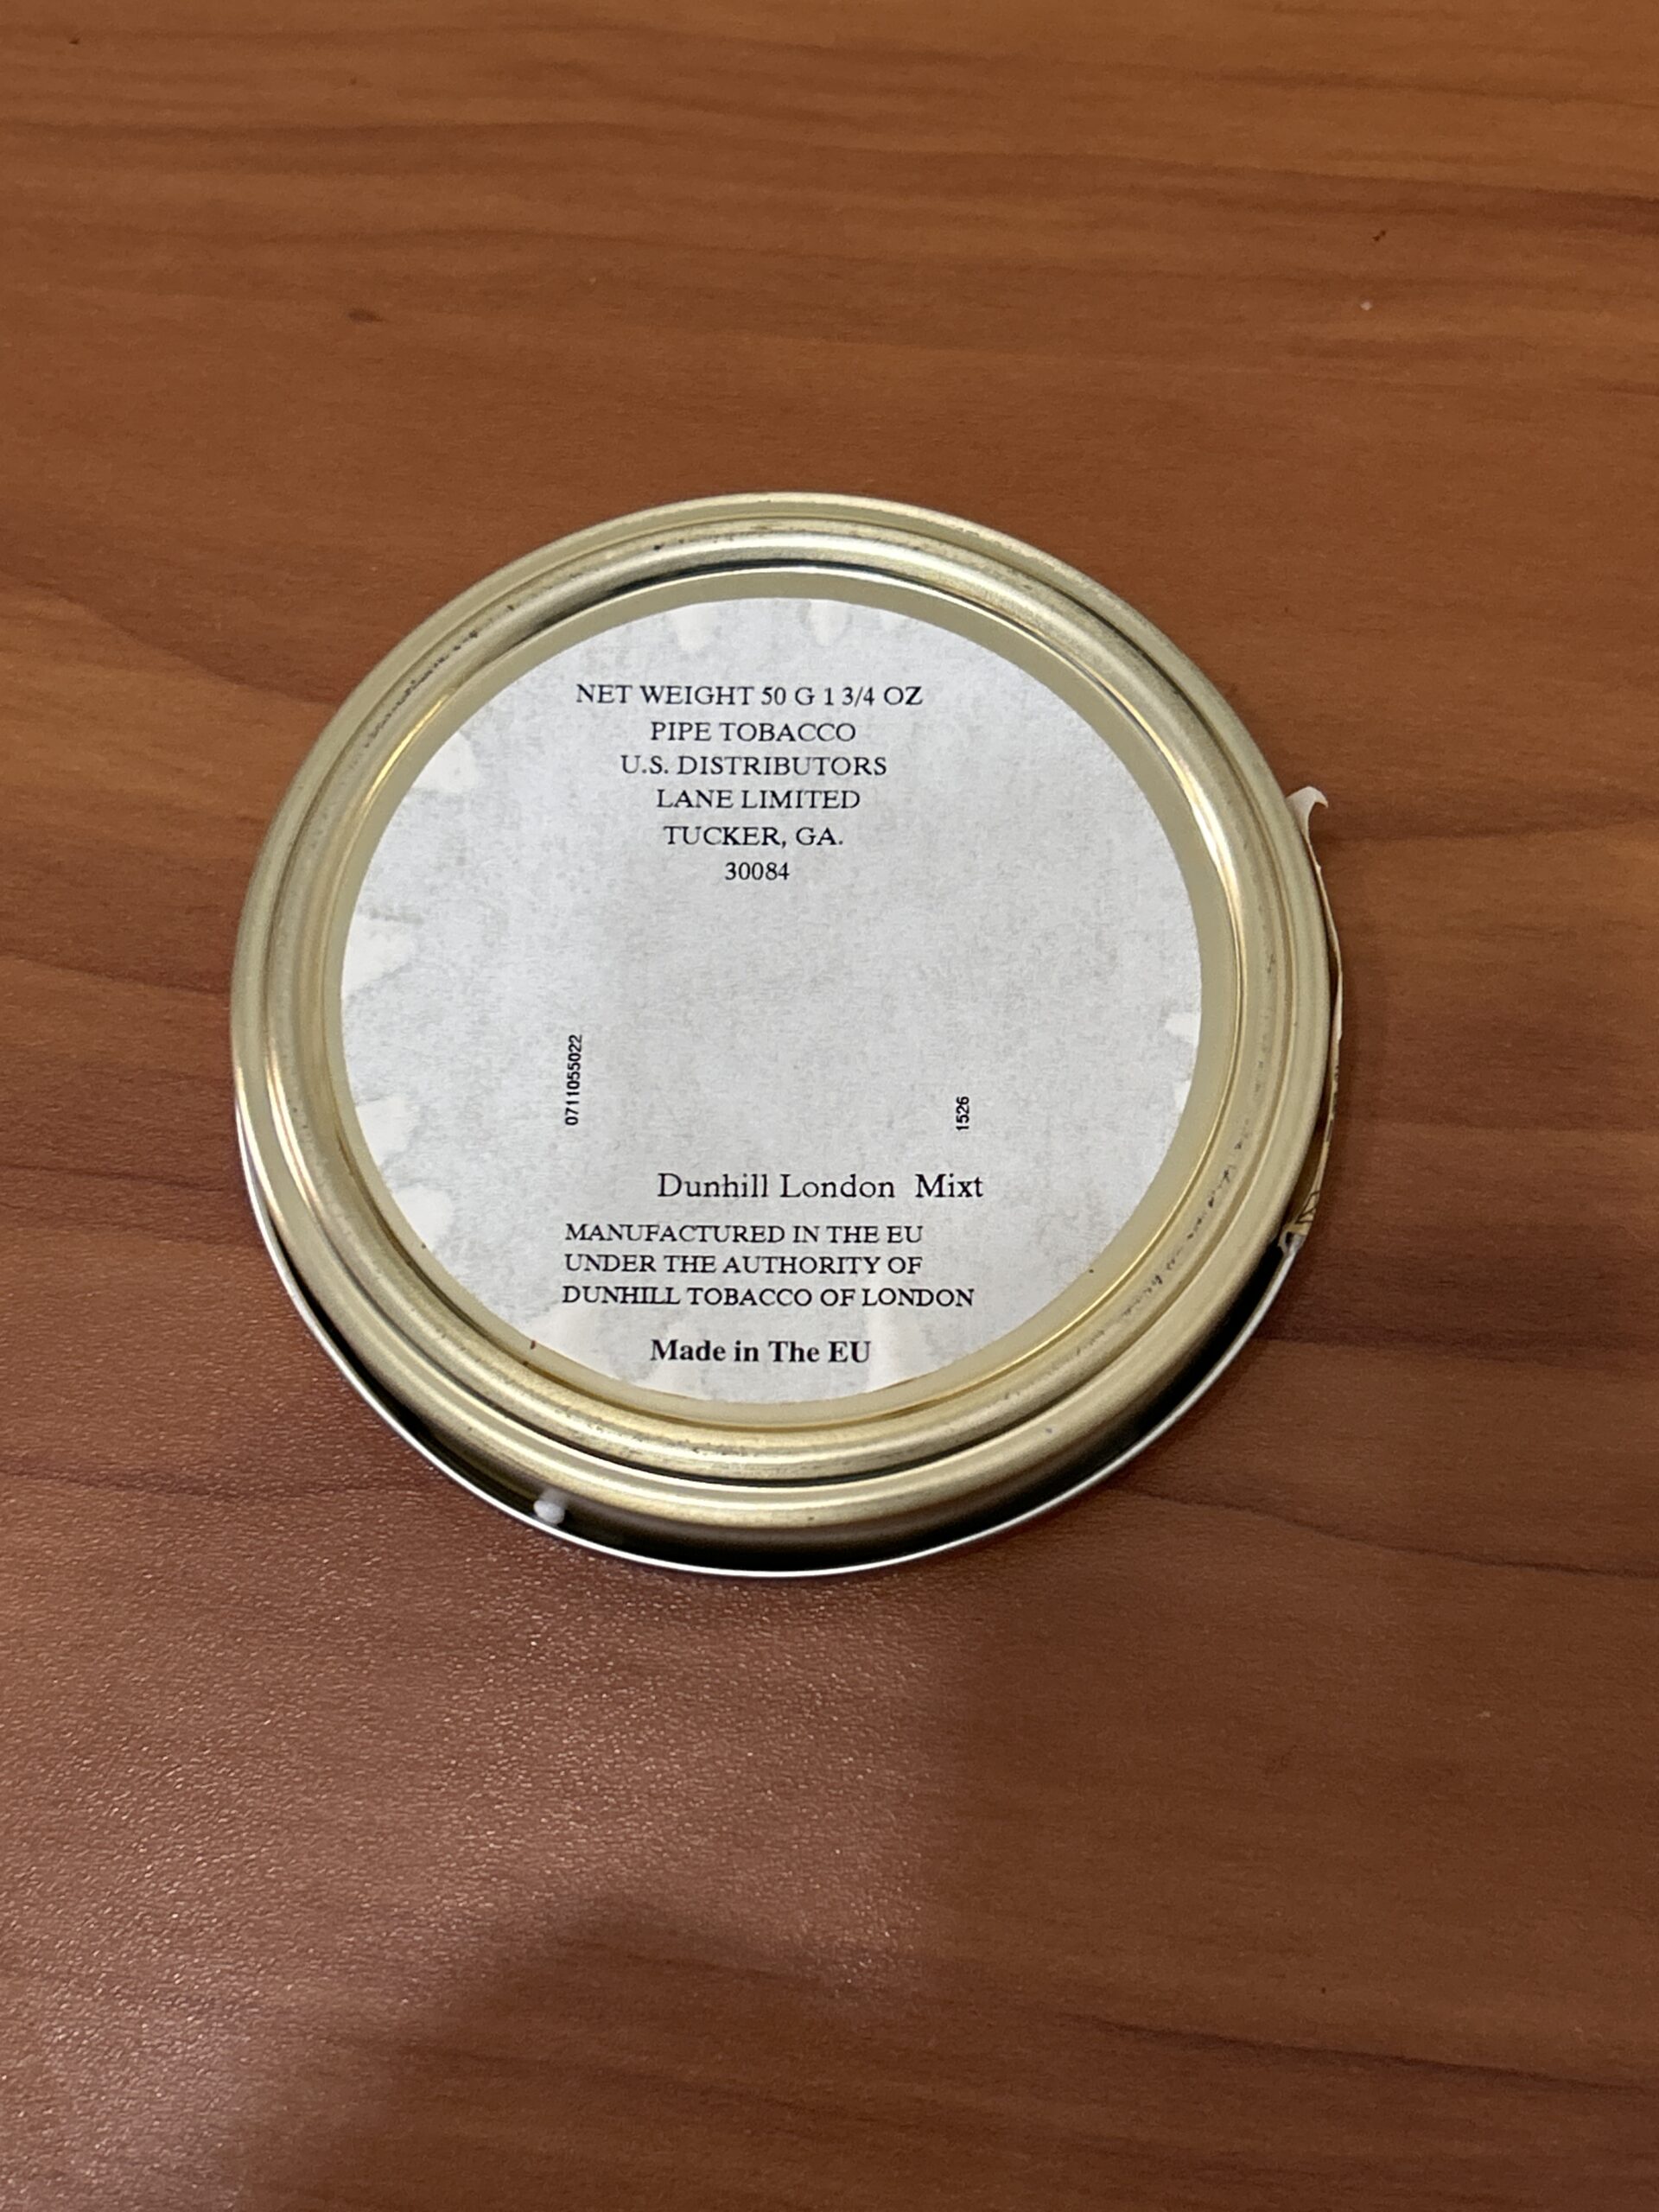 NET WEIGHT 50 G 1 3/4 OZ
PIPE TOBACCO
U.S. DISTRIBUTORS
LANE LIMITED
TUCKER, GA.
30084
0711055022
1526
Dunhill London Mixt
MANUFACTURED IN THE EU
UNDER THE AUTHORITY OF
DUNHILL TOBACCO OF LONDON
Made in The EU